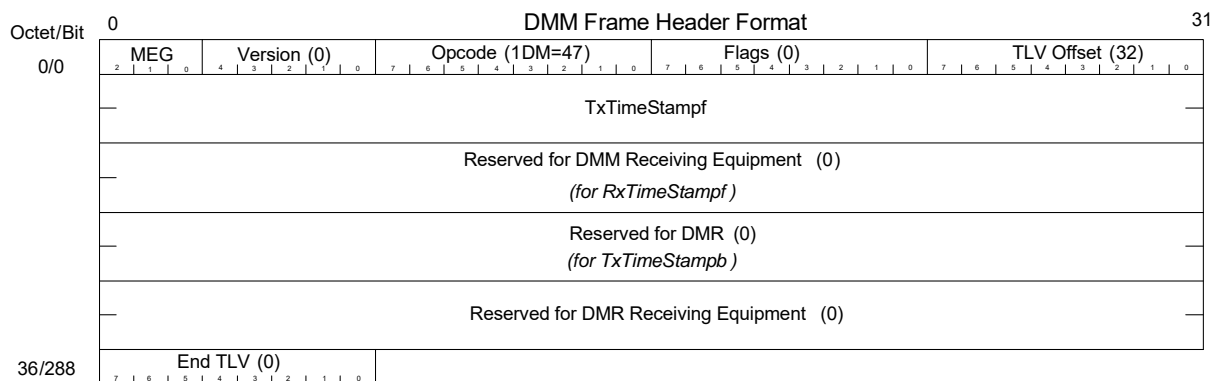 DMM Frame Header Format
Octet/Bit 0 31
MEG Version (0) Opcode (1DM=47) Flags (0) TLV Offset (32)
0/0 2 1 0 4 3 2 1 0 7 6 5 4 3 2 1 0 7 6 5 4 3 2 1 0 7 6 5 4 3 2 1 0
TxTimeStampf
Reserved for DMM Receiving Equipment (0)
(for RxTimeStampf )
Reserved for DMR (0)
(for TxTimeStampb )
Reserved for DMR Receiving Equipment (0)
End TLV (0)
36/288 7 6 5 4 3 2 1 0